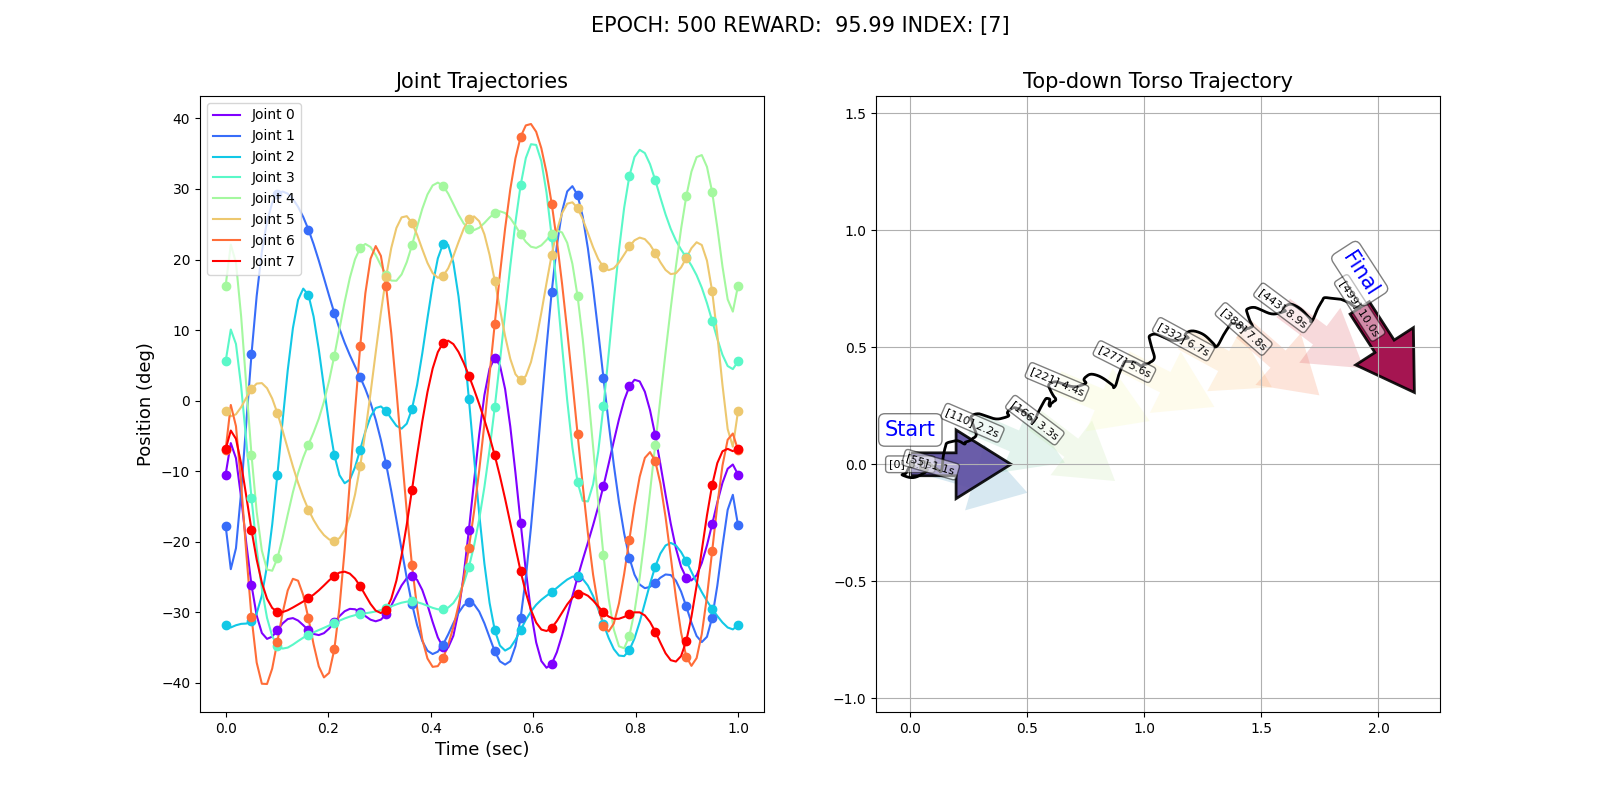 EPOCH: 500 REWARD:  95.99 INDEX: [7]
Joint Trajectories
40
30
20
10
0
−10
−20
−30
−40
Position (deg)
Joint 0
Joint 1
Joint 2
Joint 3
Joint 4
Joint 5
Joint 6
Joint 7
0.0
0.2
0.4
0.6
0.8
1.0
Time (sec)
Top-down Torso Trajectory
1.5
1.0
0.5
0.0
−0.5
−1.0
Start
[0]
[55] 1.1s
[110] 2.2s
[166] 3.3s
[221] 4.4s
[277] 5.6s
[332] 6.7s
[388] 7.8s
[443] 8.9s
[499] 10.0s
Final
0.0
0.5
1.0
1.5
2.0